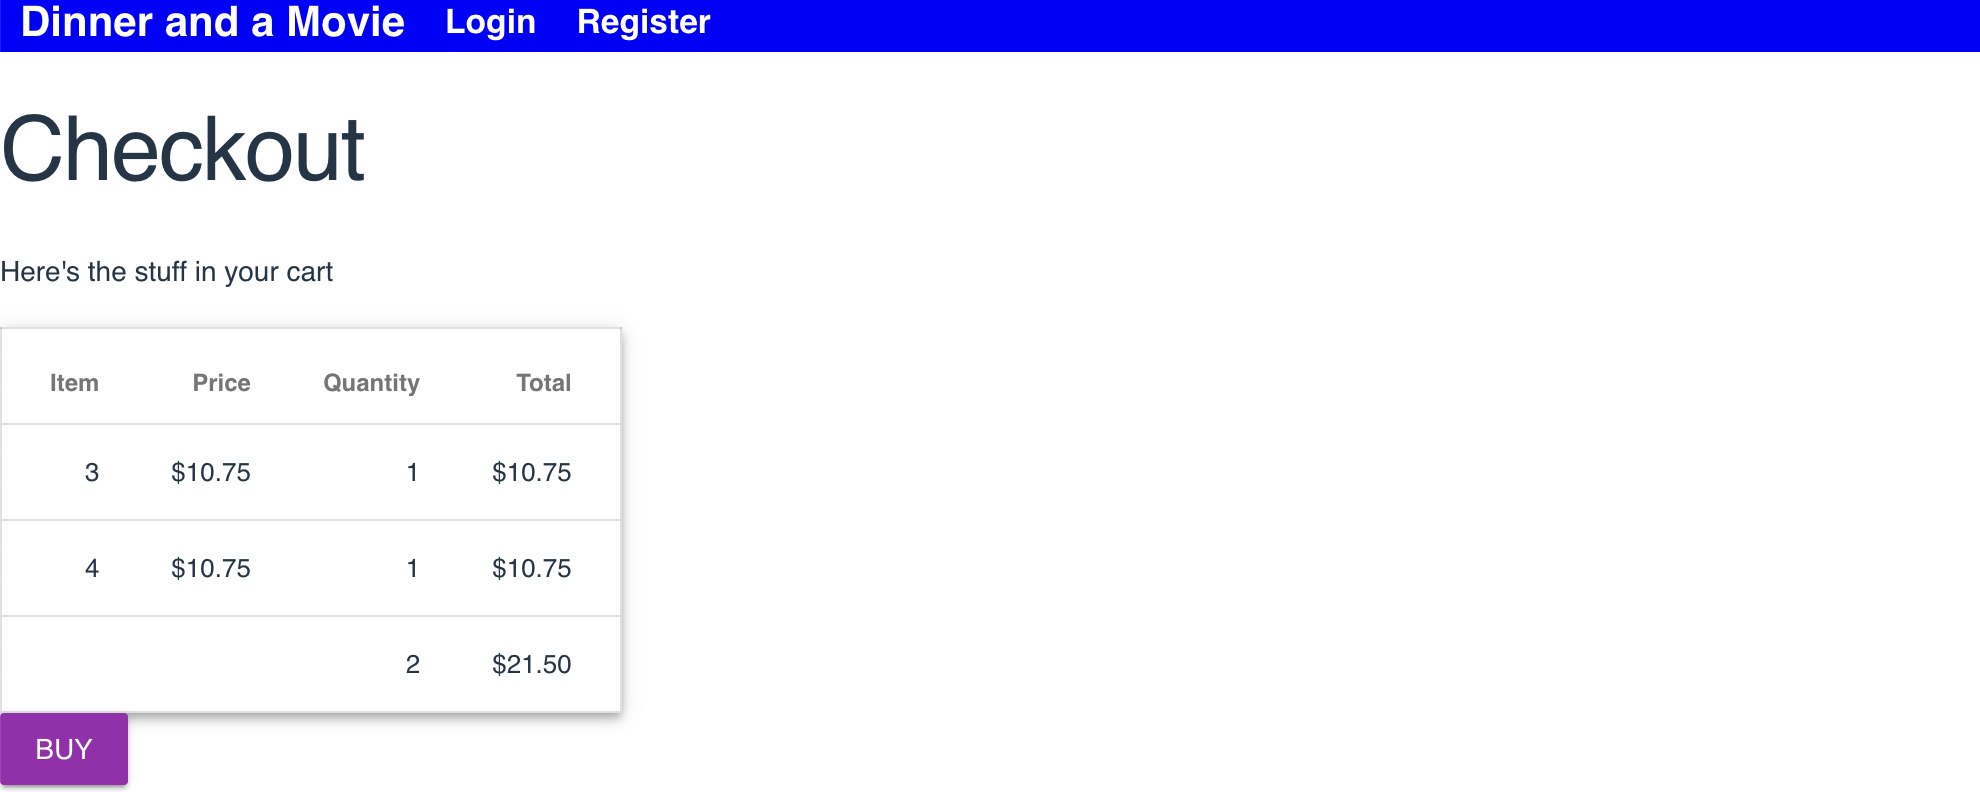 Dinner and a Movie Login Register
Checkout
Here's the stuff in your cart
Item Price Quantity Total
3 $10.75 1 $10.75
4 $10.75 1 $10.75
2 $21.50
BUY